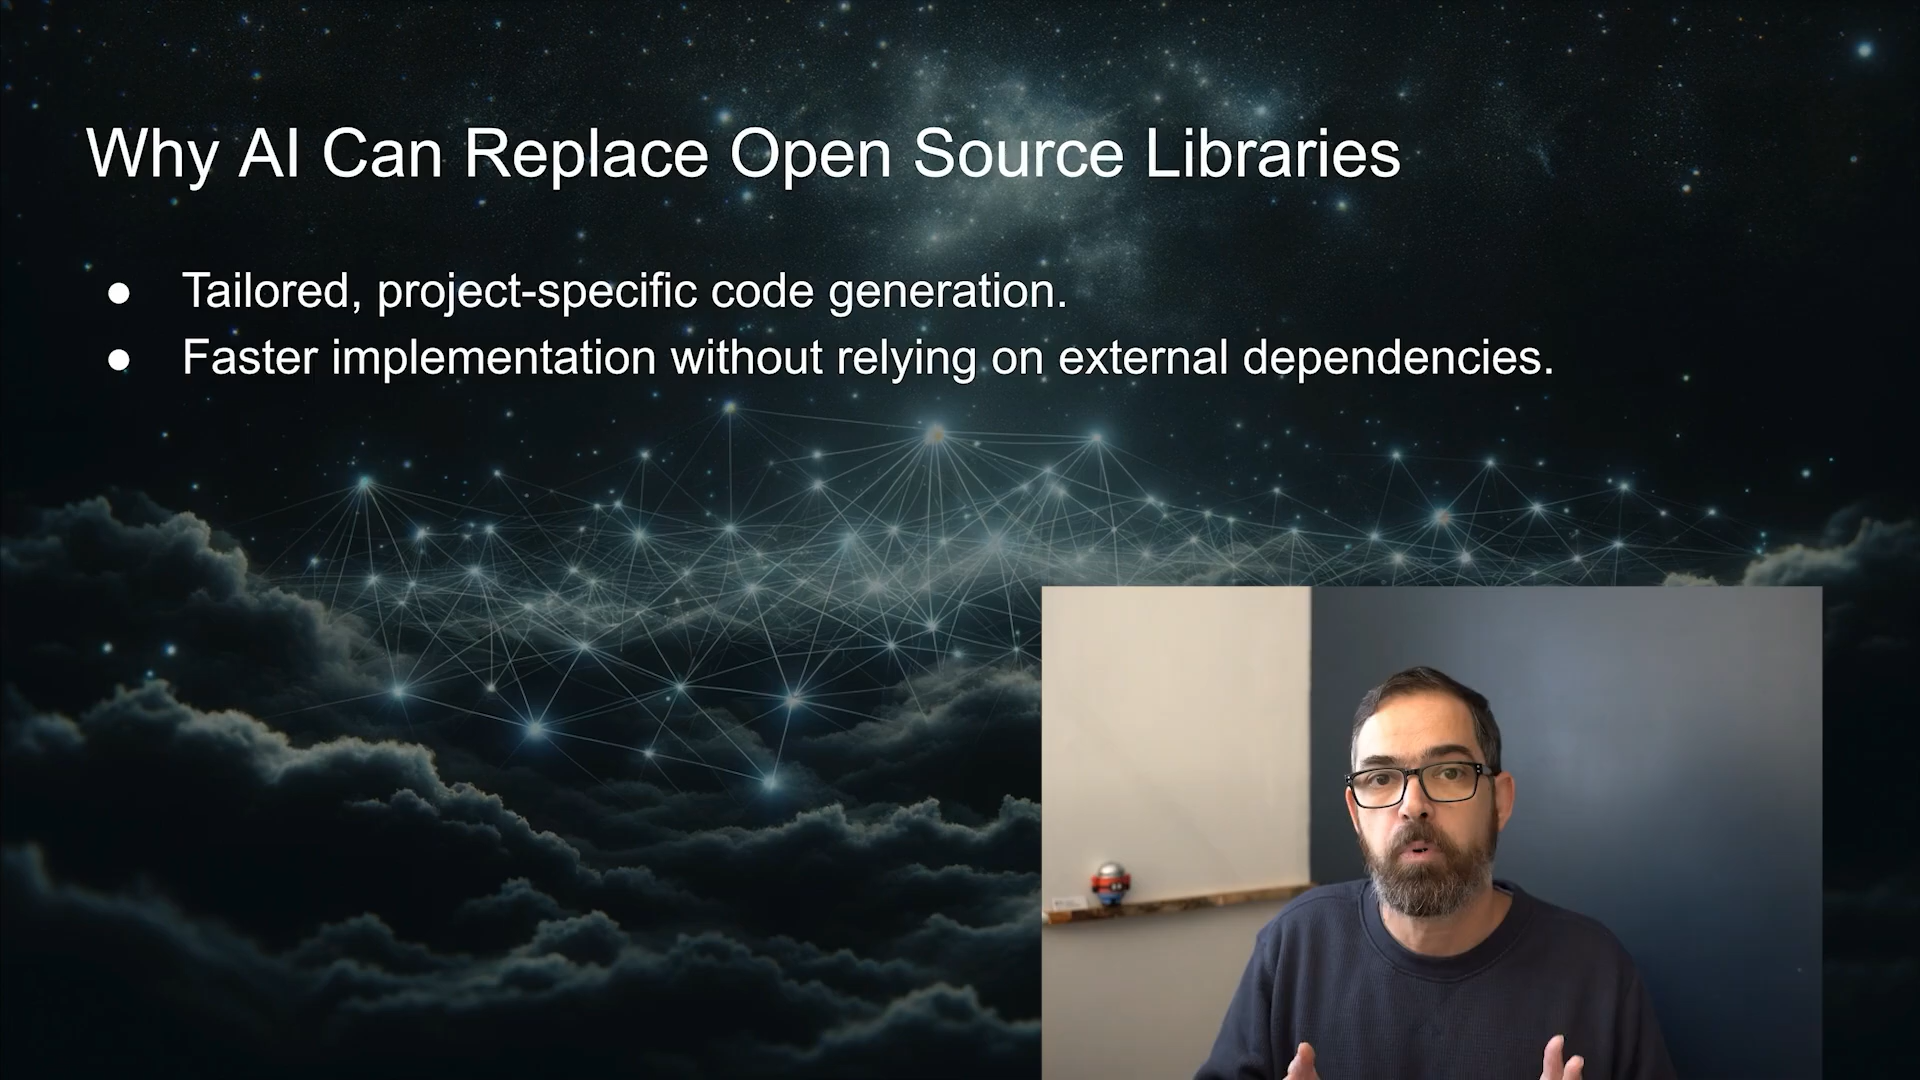 Why AI Can Replace Open Source Libraries
● Tailored, project-specific code generation.
● Faster implementation without relying on external dependencies.